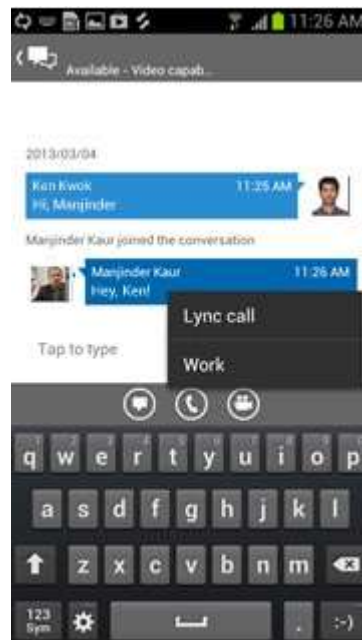 11:26 AM
Available - Video capab...
2013/03/04
Ken Kwok 11:25 AM
Hi, Manjinder
Manjinder Kaur joined the conversation
Manjinder Kaur 11:26 AM
Hey, Ken!
Lync call
Tap to type
Work
q w e r t y u i o p
a s d f g h j k l
z x c v b n m
123
Sym . :-)